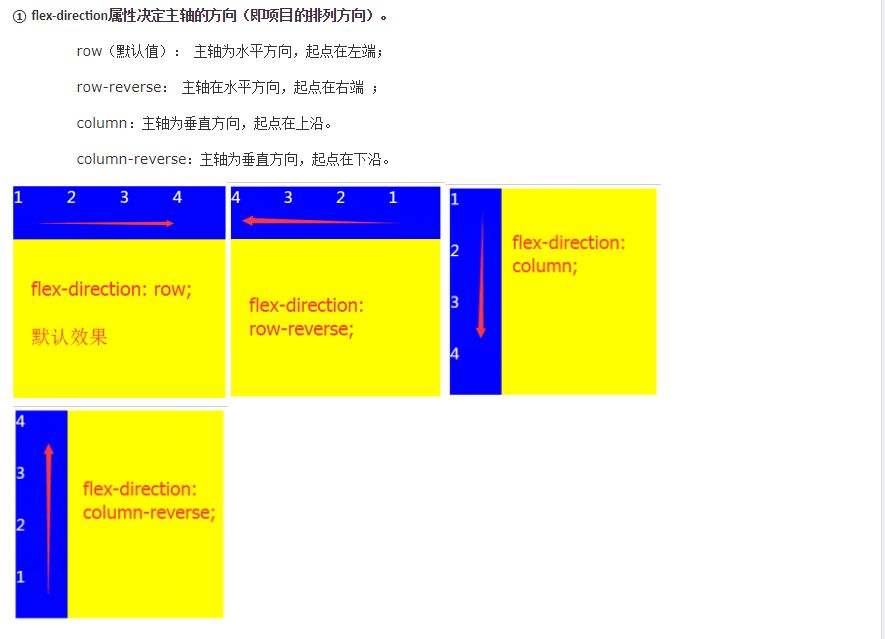 ① flex-direction属性决定主轴的方向（即项目的排列方向）。
row（默认值）： 主轴为水平方向，起点在左端；
row-reverse： 主轴在水平方向，起点在右端 ；
column：主轴为垂直方向，起点在上沿。
column-reverse：主轴为垂直方向，起点在下沿。
1 2 3 4
flex-direction: row;
默认效果
4 3 2 1
flex-direction:
row-reverse;
1
2
3
4
flex-direction:
column;
4
3
2
1
flex-direction:
column-reverse;